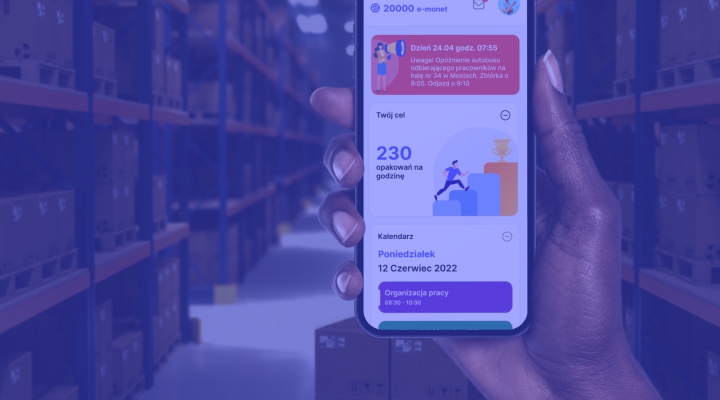 20000 e-monet
Dzień 24.04 godz. 07:55
Uwaga! Opóźnienie autobusu
odbierającego pracowników na
halę nr 34 w Mostach. Zbiórka o
9:05. Odjazd o 9:10
Twój cel
230
opakowań na
godzinę
Kalendarz
Poniedziałek
12 Czerwiec 2022
Organizacja pracy
08:30 - 10:30